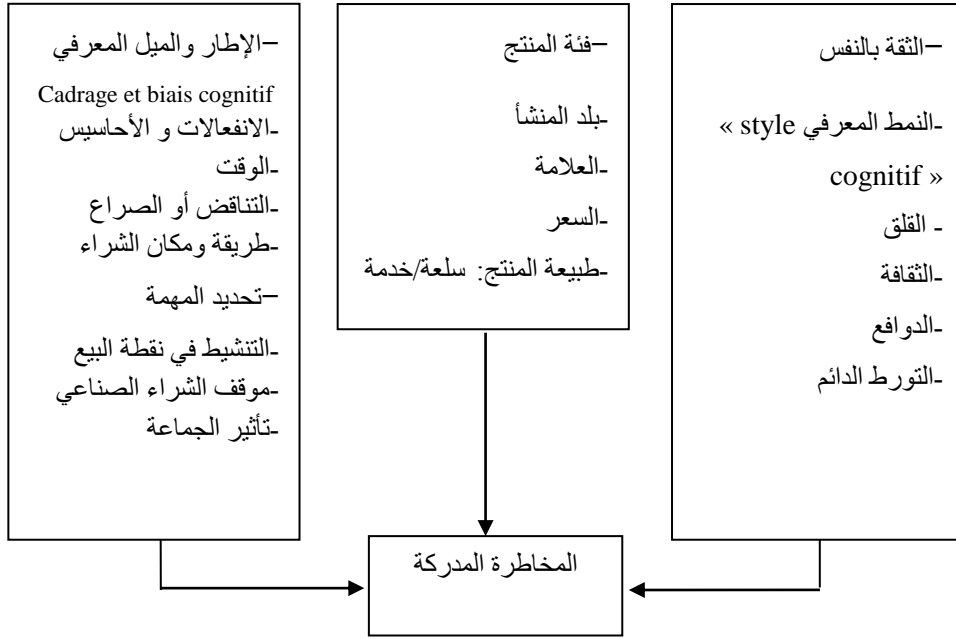 –الثقة بالنفس
-النمط المعرفي style »
cognitif »
- القلق
-الثقافة
-الدوافع
-التورط الدائم
–فئة المنتج
-بلد المنشأ
-العلامة
-السعر
-طبيعة المنتج: سلعة/خدمة
–الإطار والميل المعرفي
Cadrage et biais cognitif
-الانفعالات و الأحاسيس
-الوقت
-التناقض أو الصراع
-طريقة ومكان الشراء
–تحديد المهمة
-التنشيط في نقطة البيع
-موقف الشراء الصناعي
-تأثير الجماعة
المخاطرة المدركة